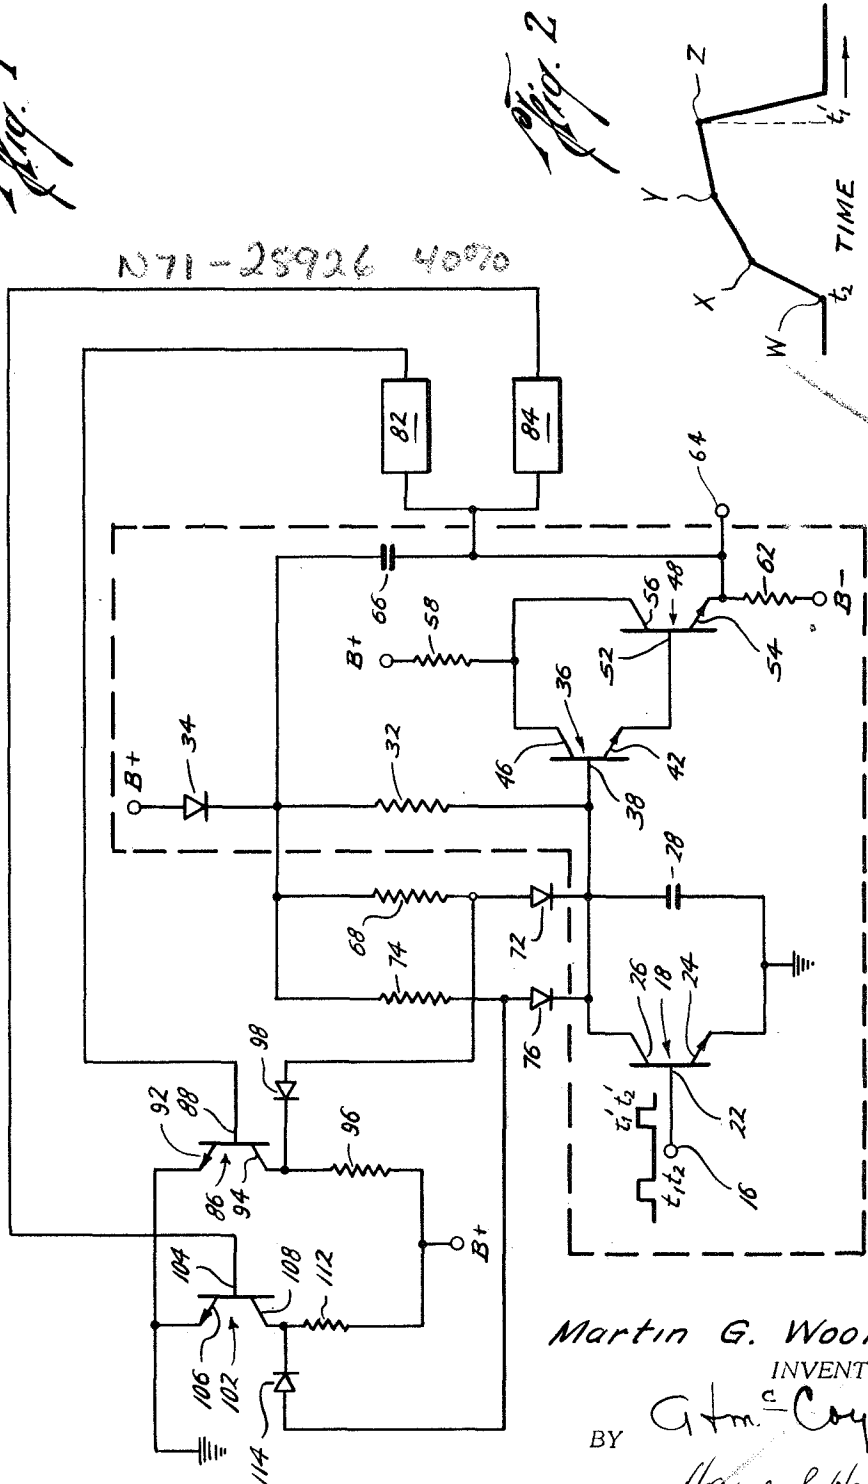 Fig. 1
Fig. 2
N71-28926 40%
Z
Y
X
W
t₂
t₁'
TIME
82
84
64
66
B+
58
56
48
62
B-
52
54
36
46
42
38
B+
34
32
28
68
72
74
76
26
18
24
22
16
t₁ t₂
t₁' t₂'
98
92
88
86
94
96
104
108
112
106
102
114
B+
Martin G. Woo
INVENT
BY